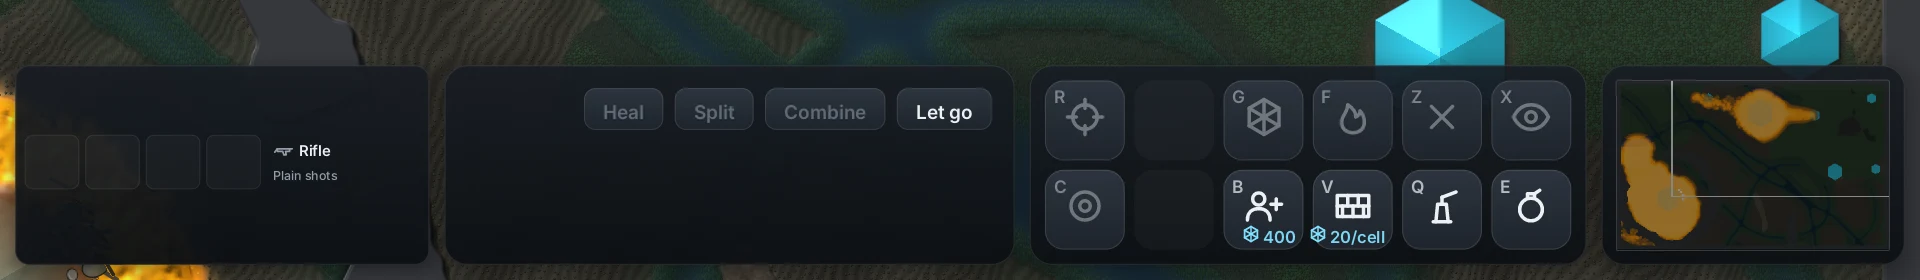 Rifle
Plain shots
Heal Split Combine Let go
R G F Z X
C B V Q E
400 20/cell